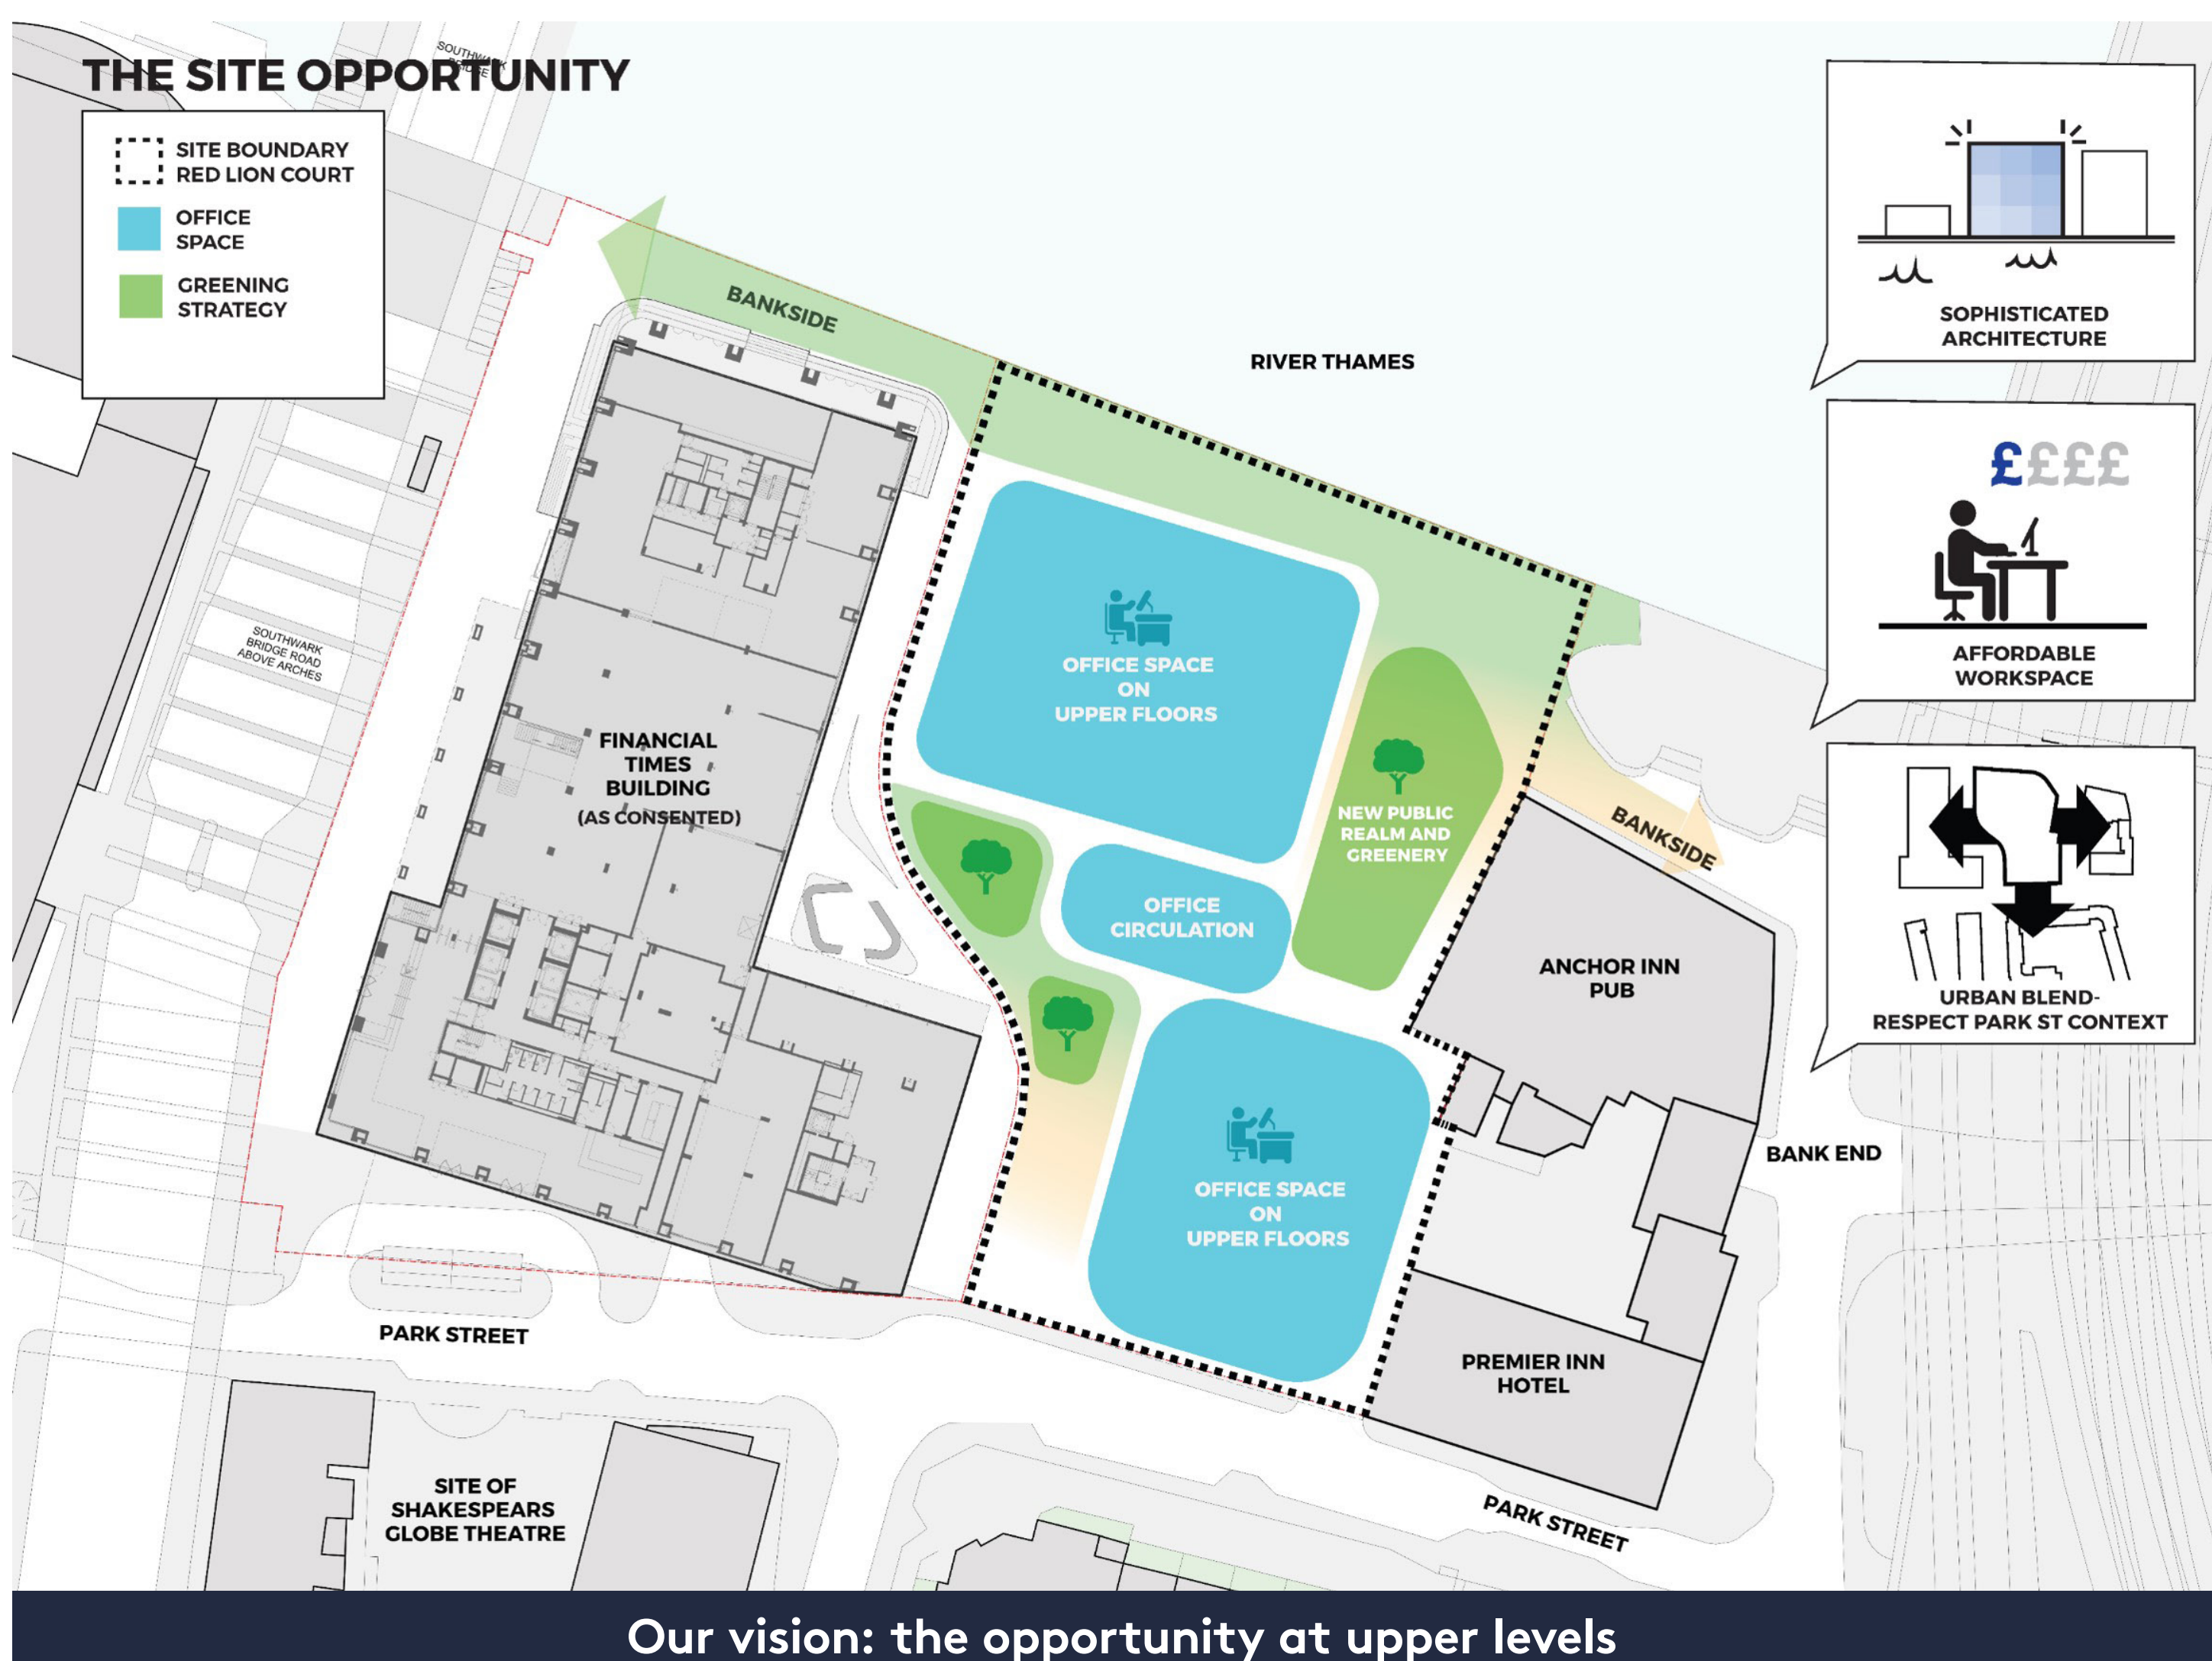 THE SITE OPPORTUNITY
SOUTHWARK
BRIDGE
SITE BOUNDARY
RED LION COURT
OFFICE
SPACE
GREENING
STRATEGY
BANKSIDE
RIVER THAMES
SOPHISTICATED
ARCHITECTURE
££££
AFFORDABLE
WORKSPACE
URBAN BLEND-
RESPECT PARK ST CONTEXT
SOUTHWARK
BRIDGE ROAD
ABOVE ARCHES
FINANCIAL
TIMES
BUILDING
(AS CONSENTED)
OFFICE SPACE
ON
UPPER FLOORS
NEW PUBLIC
REALM AND
GREENERY
BANKSIDE
OFFICE
CIRCULATION
ANCHOR INN
PUB
BANK END
OFFICE SPACE
ON
UPPER FLOORS
PREMIER INN
HOTEL
PARK STREET
PARK STREET
SITE OF
SHAKESPEARS
GLOBE THEATRE
Our vision: the opportunity at upper levels